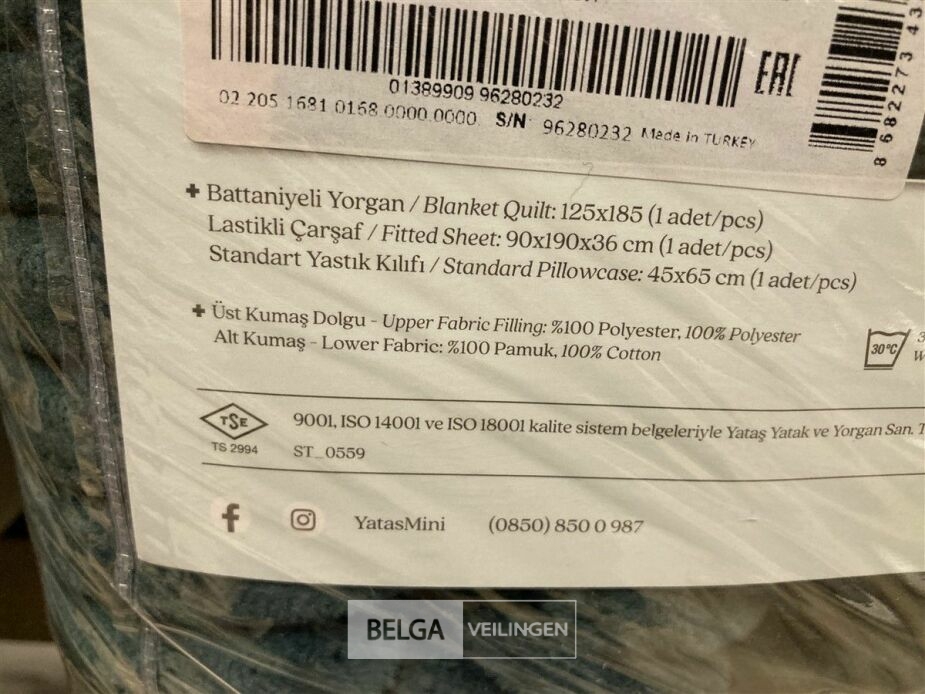 01389909 96280232
02 205 1681 0168.0000.0000 S/N 96280232 Made in TURKEY
EAC
8 682273 43
+ Battaniyeli Yorgan / Blanket Quilt: 125x185 (1 adet/pcs)
Lastikli Çarşaf / Fitted Sheet: 90x190x36 cm (1 adet/pcs)
Standart Yastık Kılıfı / Standard Pillowcase: 45x65 cm (1 adet/pcs)
+ Üst Kumaş Dolgu - Upper Fabric Filling: %100 Polyester, 100% Polyester
Alt Kumaş - Lower Fabric: %100 Pamuk, 100% Cotton
30°C
TSE
TS 2994
9001, ISO 14001 ve ISO 18001 kalite sistem belgeleriyle Yataş Yatak ve Yorgan San. T
ST_0559
YatasMini (0850) 850 0 987
BELGA VEILINGEN